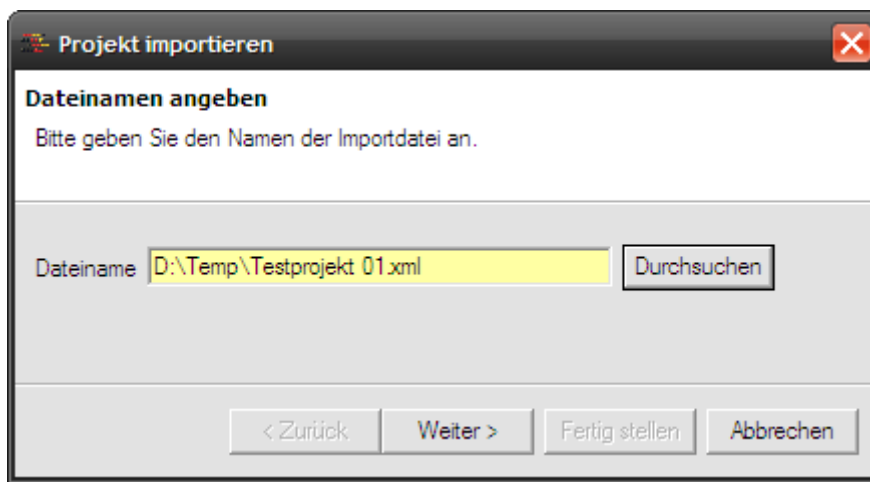 Projekt importieren
Dateinamen angeben
Bitte geben Sie den Namen der Importdatei an.
Dateiname D:\Temp\Testprojekt 01.xml Durchsuchen
< Zurück Weiter > Fertig stellen Abbrechen